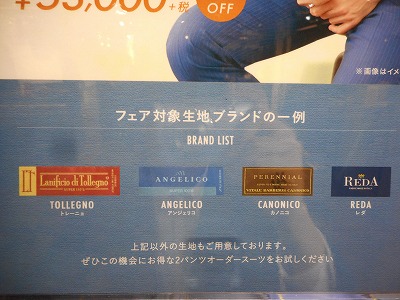 +税
OFF
※画像はイメ
フェア対象生地、ブランドの一例
BRAND LIST
Lanificio di Tollegno
ANGELICO
PERENNIAL
VITALE BARBERIS CANONICO
REDA
TOLLEGNO
トレーニョ
ANGELICO
アンジェリコ
CANONICO
カノニコ
REDA
レダ
上記以外の生地もご用意しております。
ぜひこの機会にお得な2パンツオーダースーツをお試しください